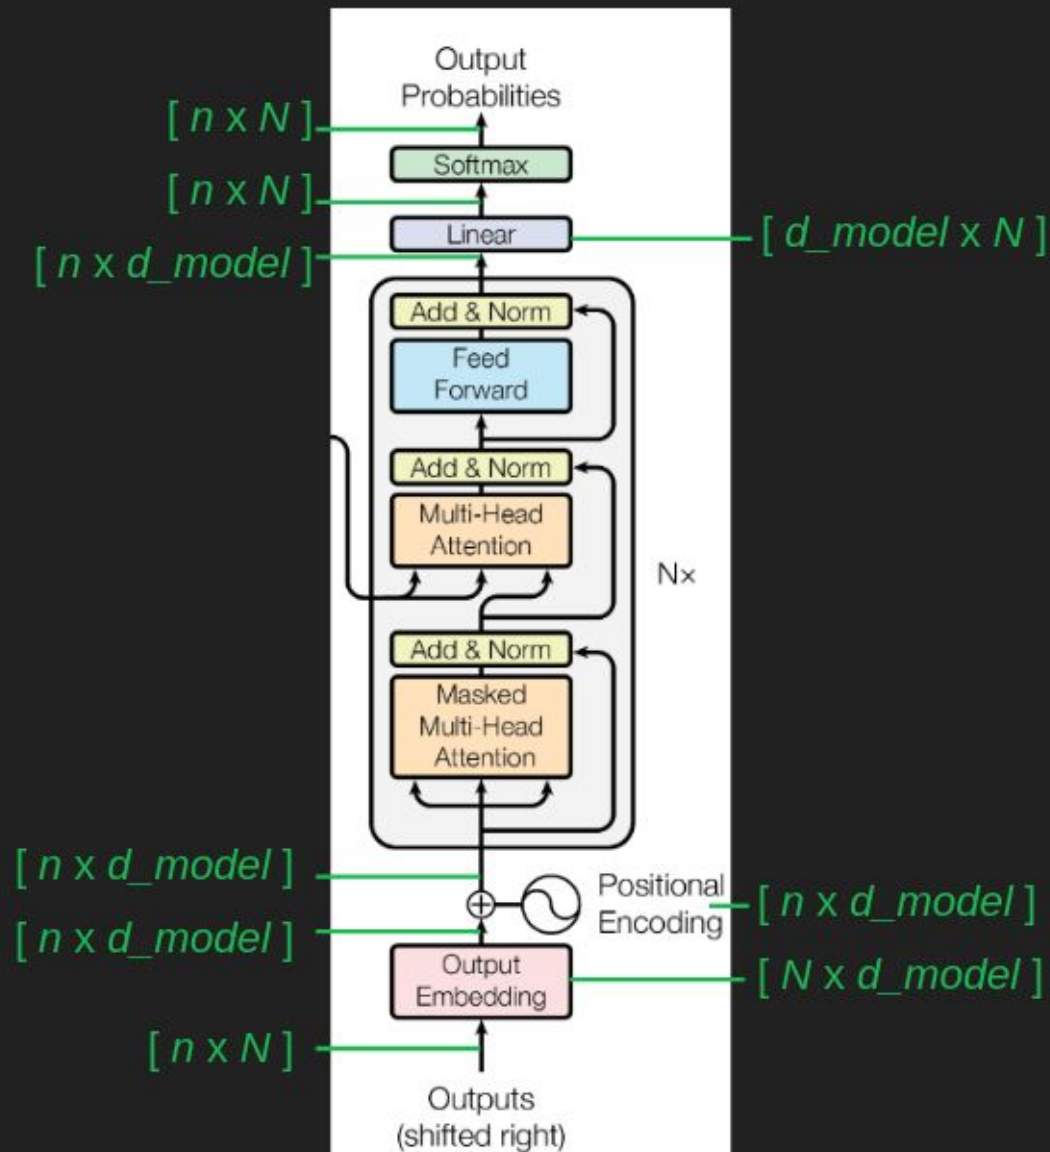 Output
Probabilities
[ n x N ]
Softmax
[ n x N ]
Linear
[ d_model x N ]
[ n x d_model ]
Add & Norm
Feed
Forward
Add & Norm
Multi-Head
Attention
N×
Add & Norm
Masked
Multi-Head
Attention
[ n x d_model ]
Positional
Encoding
[ n x d_model ]
[ n x d_model ]
Output
Embedding
[ N x d_model ]
[ n x N ]
Outputs
(shifted right)